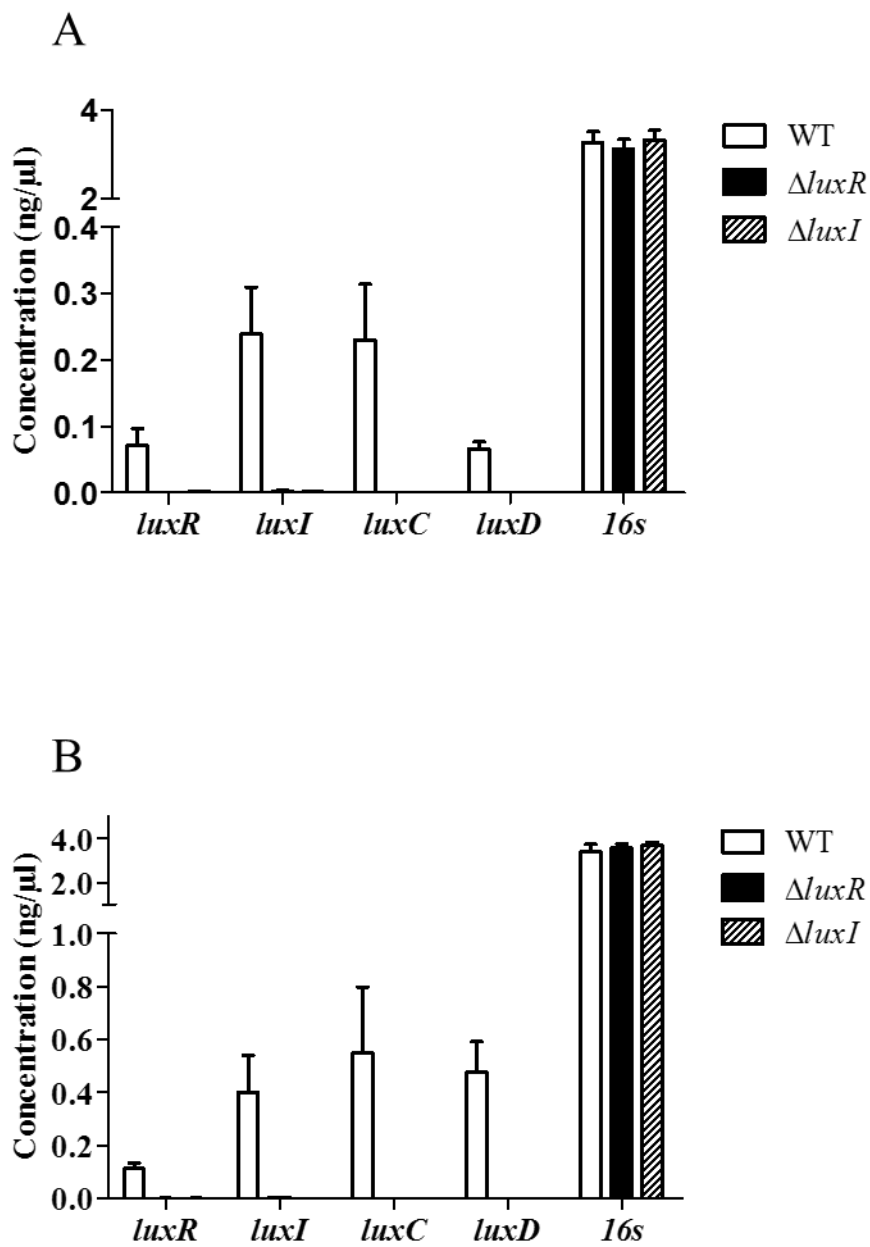 A
Concentration (ng/µl)
4
2
0.4
0.3
0.2
0.1
0.0
luxR luxI luxC luxD 16s
WT
ΔluxR
ΔluxI
B
Concentration (ng/µl)
4.0
2.0
1.0
0.8
0.6
0.4
0.2
0.0
luxR luxI luxC luxD 16s
WT
ΔluxR
ΔluxI